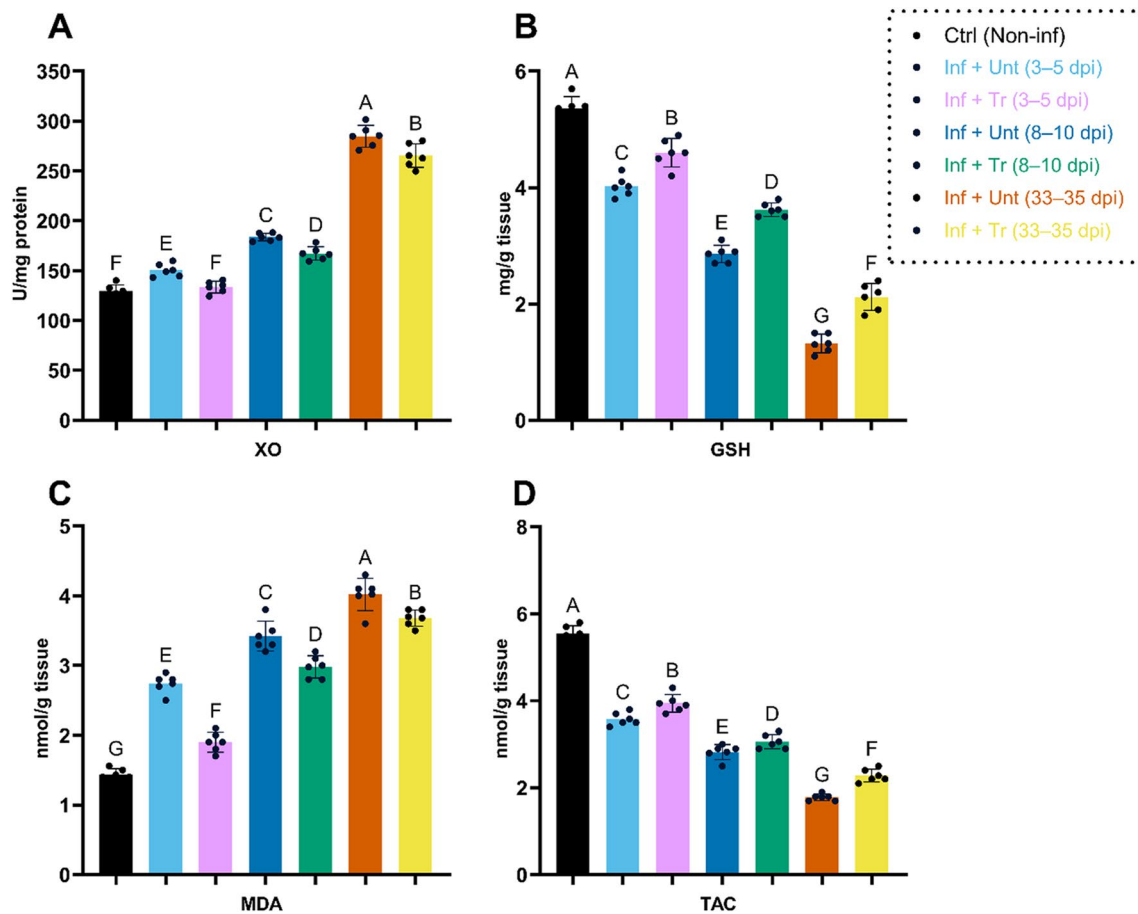 A
350
300
250
200
150
100
50
0
U/mg protein
F
E
F
C
D
A
B
XO
B
6
4
2
0
mg/g tissue
A
C
B
E
D
G
F
GSH
Ctrl (Non-inf)
Inf + Unt (3–5 dpi)
Inf + Tr (3–5 dpi)
Inf + Unt (8–10 dpi)
Inf + Tr (8–10 dpi)
Inf + Unt (33–35 dpi)
Inf + Tr (33–35 dpi)
C
5
4
3
2
1
0
nmol/g tissue
G
E
F
C
D
A
B
MDA
D
8
6
4
2
0
nmol/g tissue
A
C
B
E
D
G
F
TAC